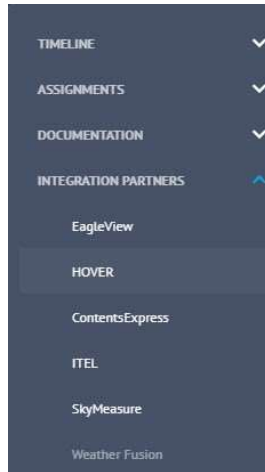 TIMELINE
ASSIGNMENTS
DOCUMENTATION
INTEGRATION PARTNERS
EagleView
HOVER
ContentsExpress
ITEL
SkyMeasure
Weather Fusion